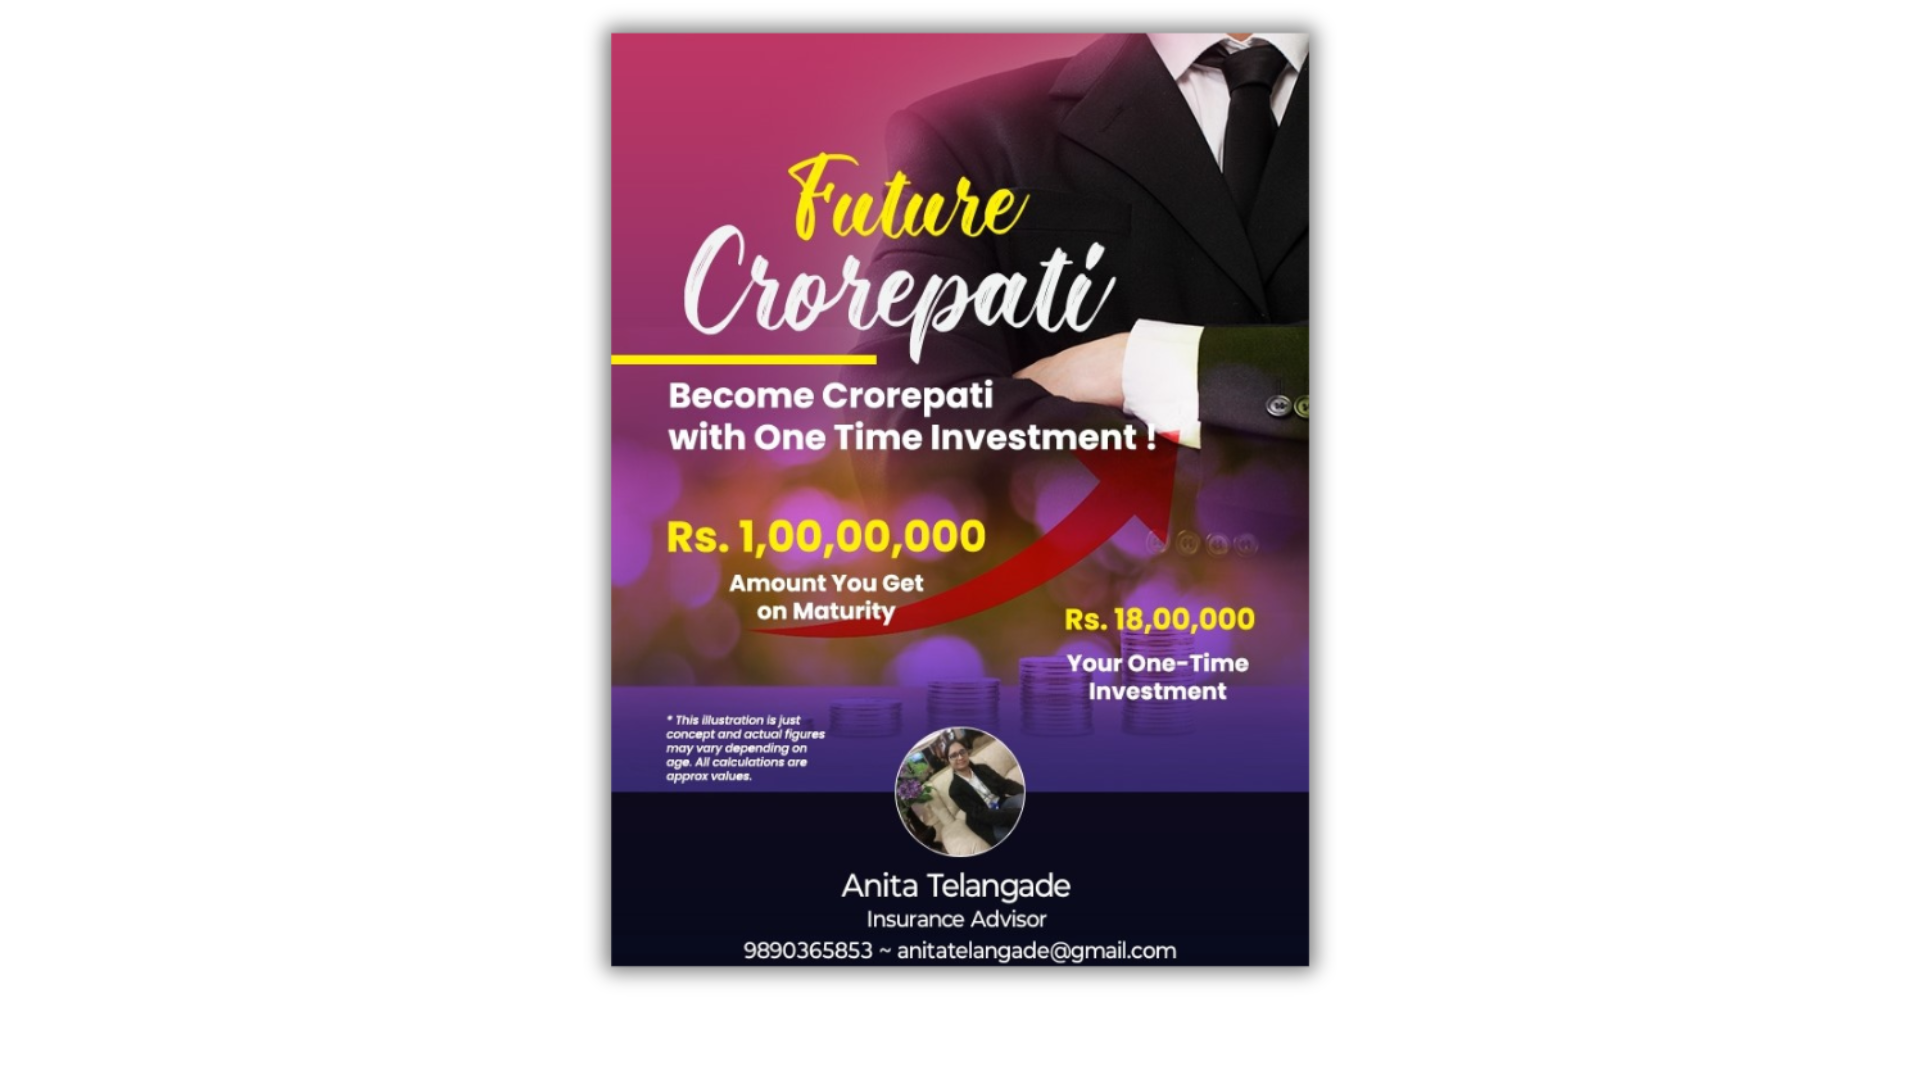 Future
Crorepati
Become Crorepati
with One Time Investment !
Rs. 1,00,00,000
Amount You Get
on Maturity
Rs. 18,00,000
Your One-Time
Investment
* This illustration is just
concept and actual figures
may vary depending on
age. All calculations are
approx values.
Anita Telangade
Insurance Advisor
9890365853 ~ anitatelangade@gmail.com